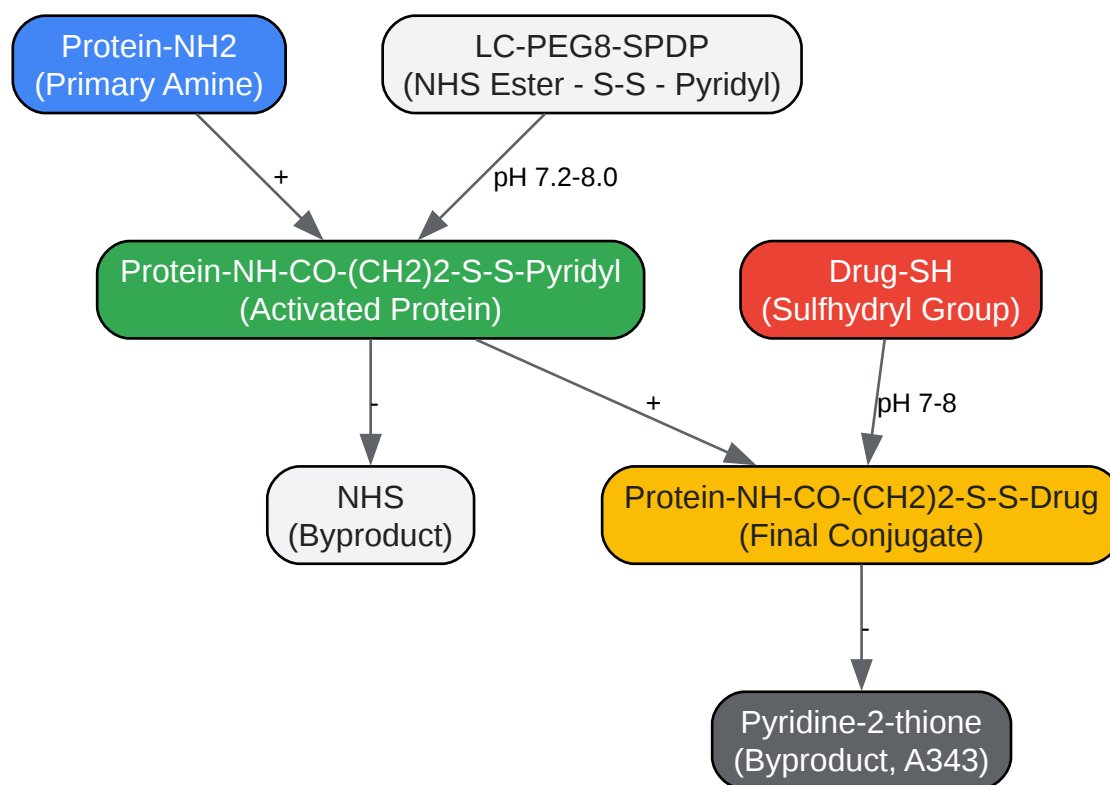 Protein-NH2
(Primary Amine)
LC-PEG8-SPDP
(NHS Ester - S-S - Pyridyl)
+
pH 7.2-8.0
Protein-NH-CO-(CH2)2-S-S-Pyridyl
(Activated Protein)
Drug-SH
(Sulfhydryl Group)
-
+
pH 7-8
NHS
(Byproduct)
Protein-NH-CO-(CH2)2-S-S-Drug
(Final Conjugate)
-
Pyridine-2-thione
(Byproduct, A343)